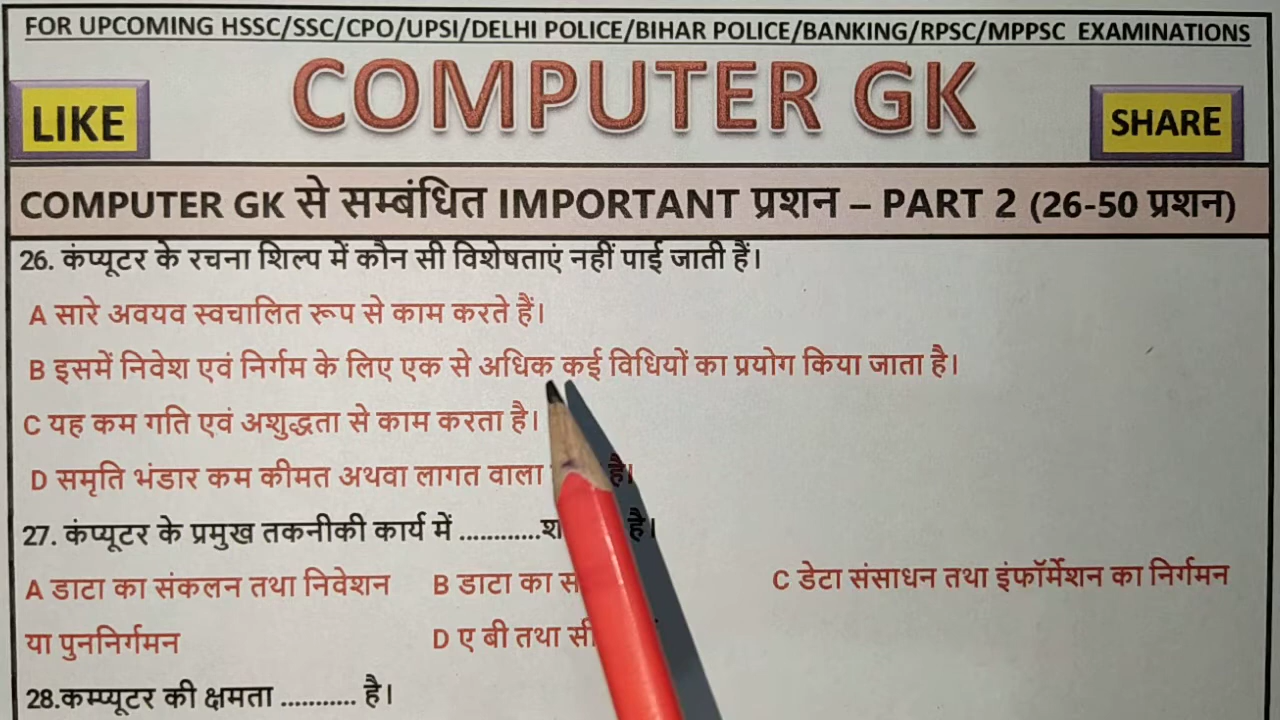 FOR UPCOMING HSSC/SSC/CPO/UPSI/DELHI POLICE/BIHAR POLICE/BANKING/RPSC/MPPSC EXAMINATIONS
COMPUTER GK
LIKE
SHARE
COMPUTER GK से सम्बंधित IMPORTANT प्रशन – PART 2 (26-50 प्रशन)
26. कंप्यूटर के रचना शिल्प में कौन सी विशेषताएं नहीं पाई जाती हैं।
A सारे अवयव स्वचालित रूप से काम करते हैं।
B इसमें निवेश एवं निर्गम के लिए एक से अधिक कई विधियों का प्रयोग किया जाता है।
C यह कम गति एवं अशुद्धता से काम करता है।
D समृति भंडार कम कीमत अथवा लागत वाला है।
27. कंप्यूटर के प्रमुख तकनीकी कार्य में ............ है।
A डाटा का संकलन तथा निवेशन B डाटा का C डेटा संसाधन तथा इंफॉर्मेशन का निर्गमन
या पुननिर्गमन D ए बी तथा सी
28.कम्प्यूटर की क्षमता ........... है।